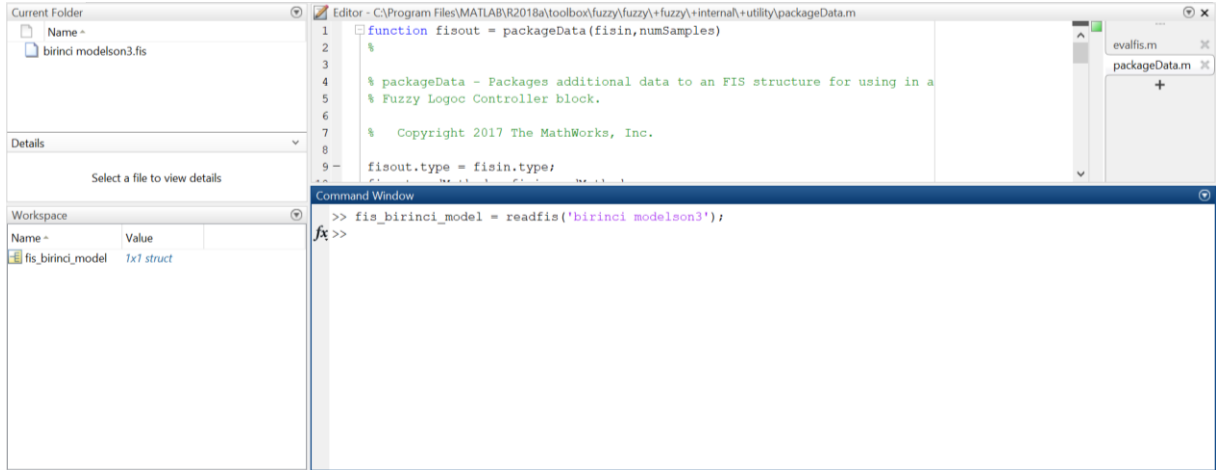 Current Folder
Name
birinci modelson3.fis
Details
Select a file to view details
Workspace
Name Value
fis_birinci_model 1x1 struct
Editor - C:\Program Files\MATLAB\R2018a\toolbox\fuzzy\fuzzy\+fuzzy\+internal\+utility\packageData.m
1 function fisout = packageData(fisin,numSamples)
2 %
3
4 % packageData - Packages additional data to an FIS structure for using in a
5 % Fuzzy Logoc Controller block.
6
7 % Copyright 2017 The MathWorks, Inc.
8
9 fisout.type = fisin.type;
evalfis.m
packageData.m
+
Command Window
>> fis_birinci_model = readfis('birinci modelson3');
fx >>